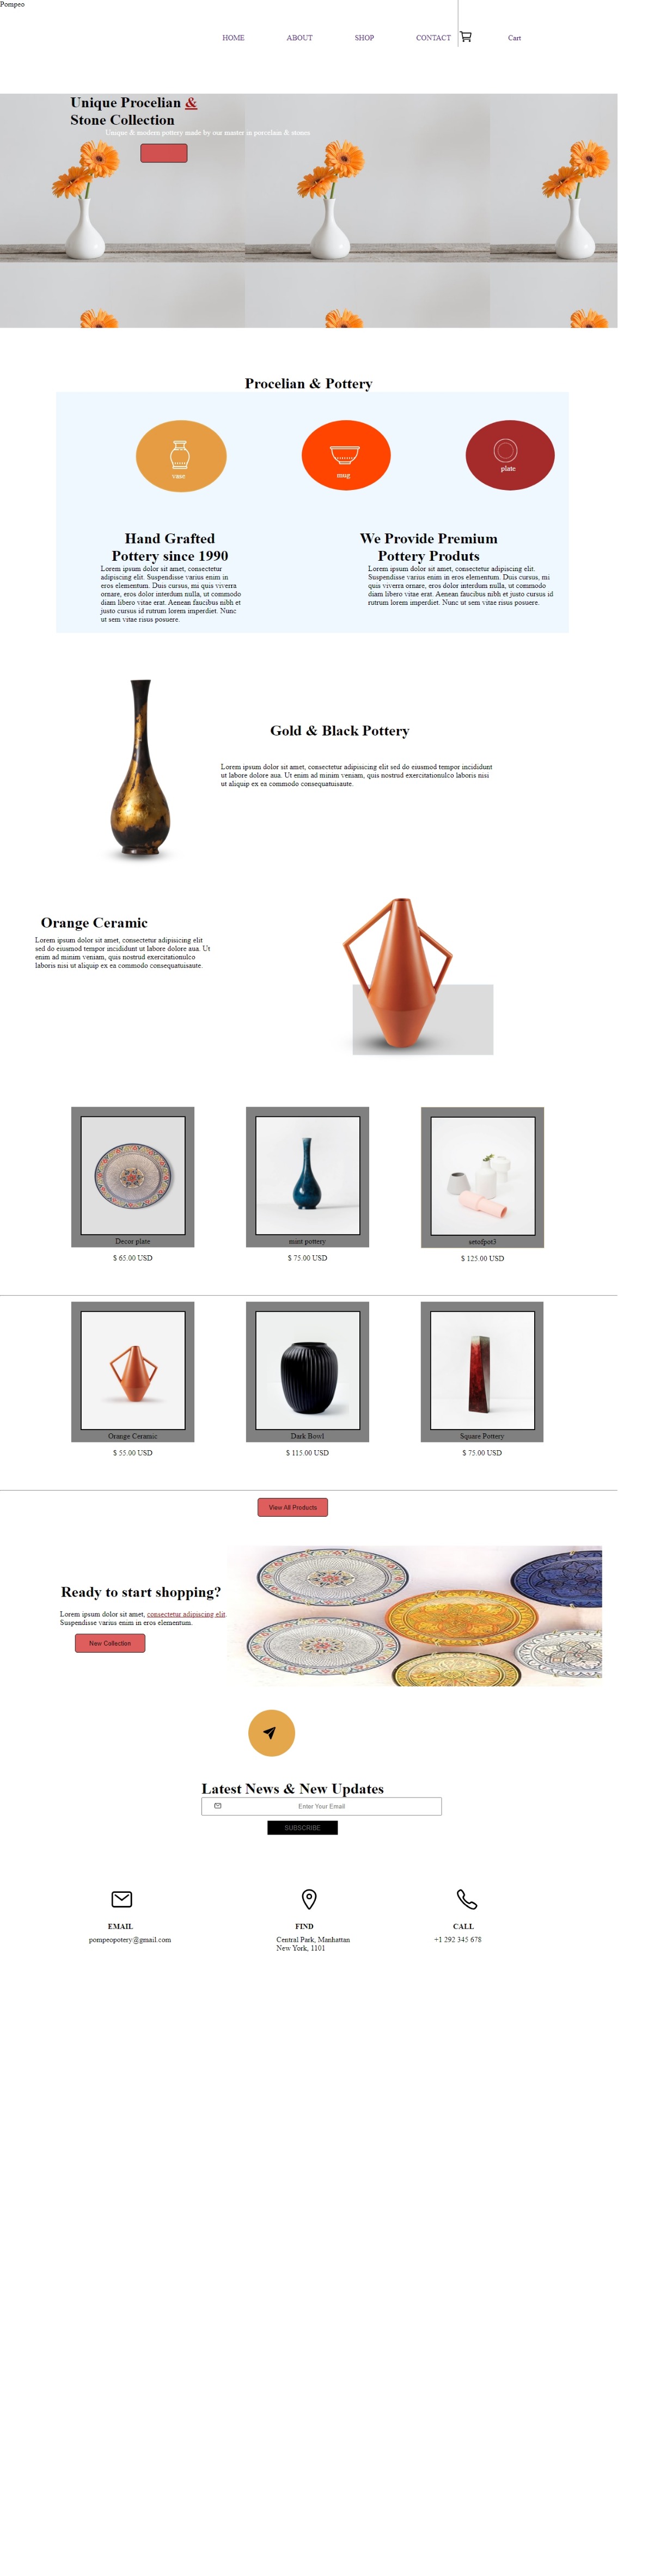 Pompeo
HOME ABOUT SHOP CONTACT Cart
Unique Procelian &
Stone Collection
Unique & modern pottery made by our master in porcelain & stones
Procelian & Pottery
vase
mug
plate
Hand Grafted
Pottery since 1990
Lorem ipsum dolor sit amet, consectetur
adipiscing elit. Suspendisse varius enim in
eros elementum. Duis cursus, mi quis viverra
ornare, eros dolor interdum nulla, ut commodo
diam libero vitae erat. Aenean faucibus nibh et
justo cursus id rutrum lorem imperdiet. Nunc
ut sem vitae risus posuere.
We Provide Premium
Pottery Produts
Lorem ipsum dolor sit amet, consectetur adipiscing elit.
Suspendisse varius enim in eros elementum. Duis cursus, mi
quis viverra ornare, eros dolor interdum nulla, ut commodo
diam libero vitae erat. Aenean faucibus nibh et justo cursus id
rutrum lorem imperdiet. Nunc ut sem vitae risus posuere.
Gold & Black Pottery
Lorem ipsum dolor sit amet, consectetur adipisicing elit sed do eiusmod tempor incididunt
ut labore dolore aua. Ut enim ad minim veniam, quis nostrud exercitationulco laboris nisi
ut aliquip ex ea commodo consequatuisaute.
Orange Ceramic
Lorem ipsum dolor sit amet, consectetur adipisicing elit
sed do eiusmod tempor incididunt ut labore dolore aua. Ut
enim ad minim veniam, quis nostrud exercitationulco
laboris nisi ut aliquip ex ea commodo consequatuisaute.
Decor plate
$ 65.00 USD
mint pottery
$ 75.00 USD
setofpot3
$ 125.00 USD
Orange Ceramic
$ 55.00 USD
Dark Bowl
$ 115.00 USD
Square Pottery
$ 75.00 USD
View All Products
Ready to start shopping?
Lorem ipsum dolor sit amet, consectetur adipiscing elit.
Suspendisse varius enim in eros elementum.
New Collection
Latest News & New Updates
Enter Your Email
SUBSCRIBE
EMAIL
pompeopotery@gmail.com
FIND
Central Park, Manhattan
New York, 1101
CALL
+1 292 345 678